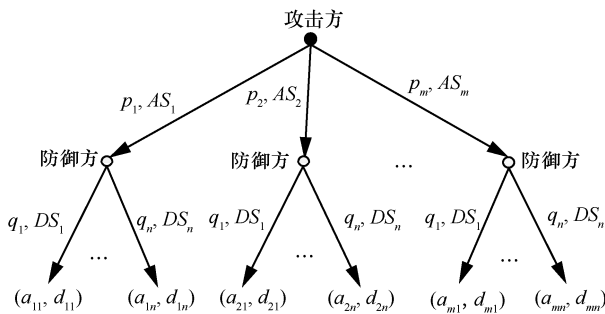 攻击方
p1, AS1 p2, AS2 pm, ASm
防御方 防御方 ... 防御方
q1, DS1 qn, DSn q1, DS1 qn, DSn q1, DS1 qn, DSn
... ... ...
(a11, d11) (a1n, d1n) (a21, d21) (a2n, d2n) (am1, dm1) (amn, dmn)